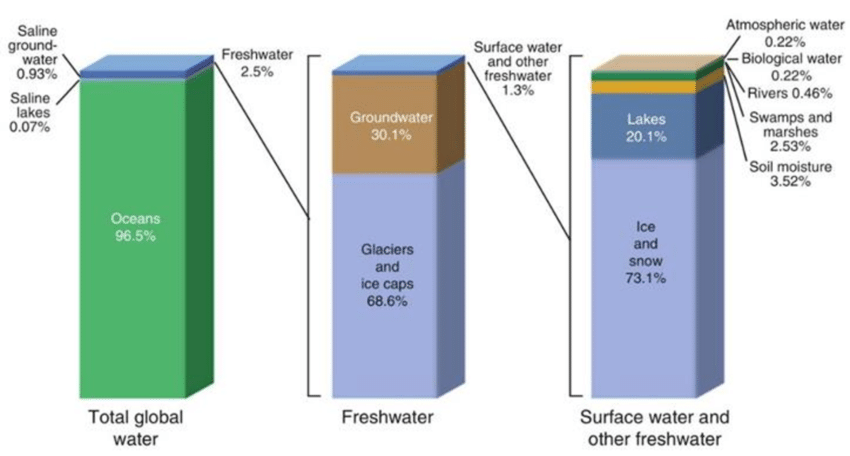 Saline
ground-
water
0.93%
Saline
lakes
0.07%
Freshwater
2.5%
Oceans
96.5%
Total global
water
Surface water
and other
freshwater
1.3%
Groundwater
30.1%
Glaciers
and
ice caps
68.6%
Freshwater
Atmospheric water
0.22%
Biological water
0.22%
Rivers 0.46%
Swamps and
marshes
2.53%
Soil moisture
3.52%
Lakes
20.1%
Ice
and
snow
73.1%
Surface water and
other freshwater